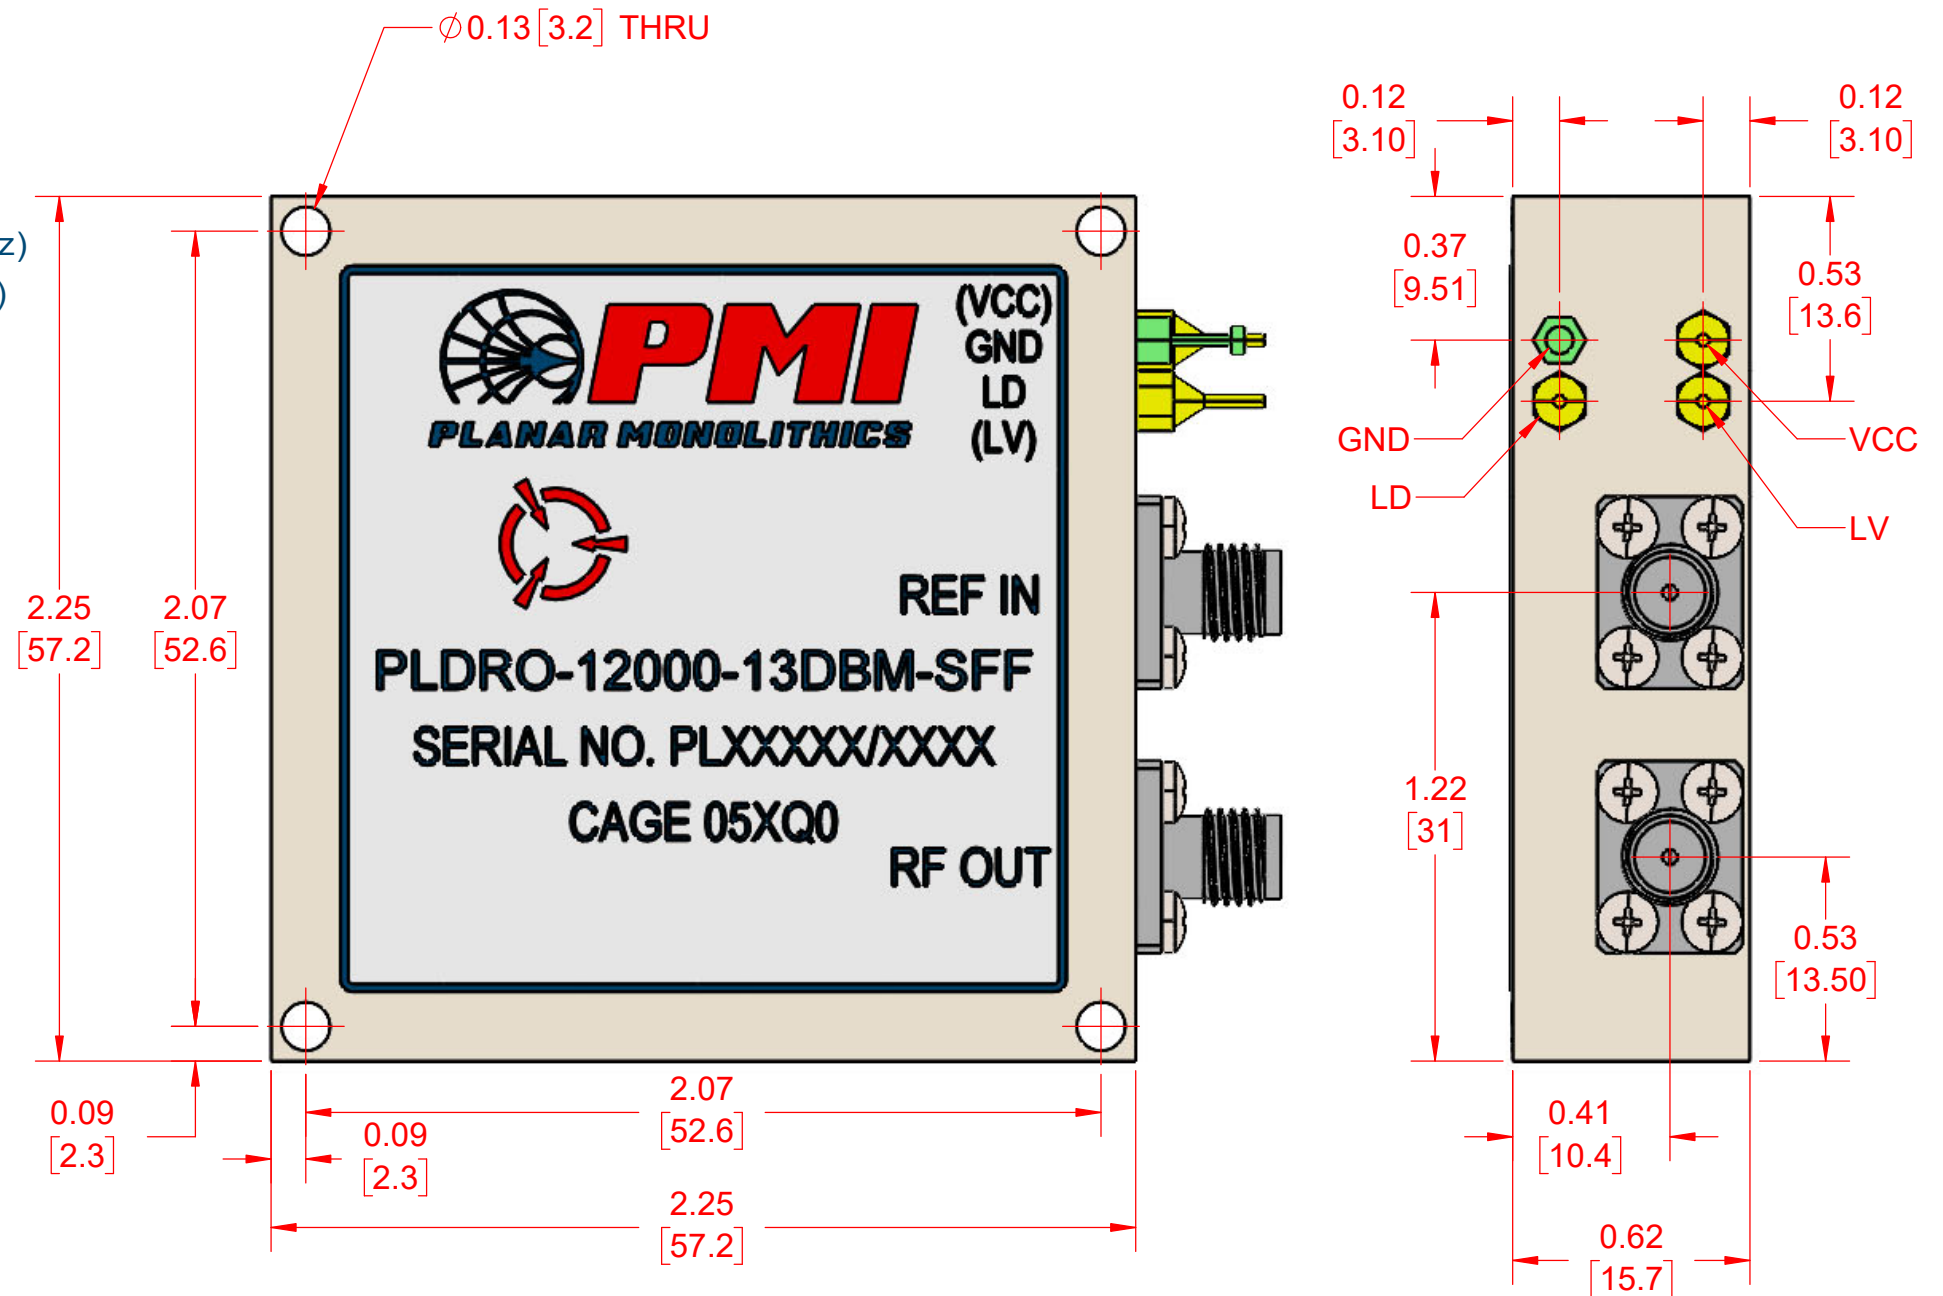 ⌀0.13[3.2] THRU
z)
)
2.25
[57.2]
2.07
[52.6]
0.09
[2.3]
0.09
[2.3]
2.07
[52.6]
2.25
[57.2]
PMI
PLANAR MONOLITHICS
(VCC)
GND
LD
(LV)
REF IN
PLDRO-12000-13DBM-SFF
SERIAL NO. PLXXXXX/XXXX
CAGE 05XQ0
RF OUT
0.12
[3.10]
0.12
[3.10]
0.37
[9.51]
0.53
[13.6]
GND
VCC
LD
LV
1.22
[31]
0.53
[13.50]
0.41
[10.4]
0.62
[15.7]